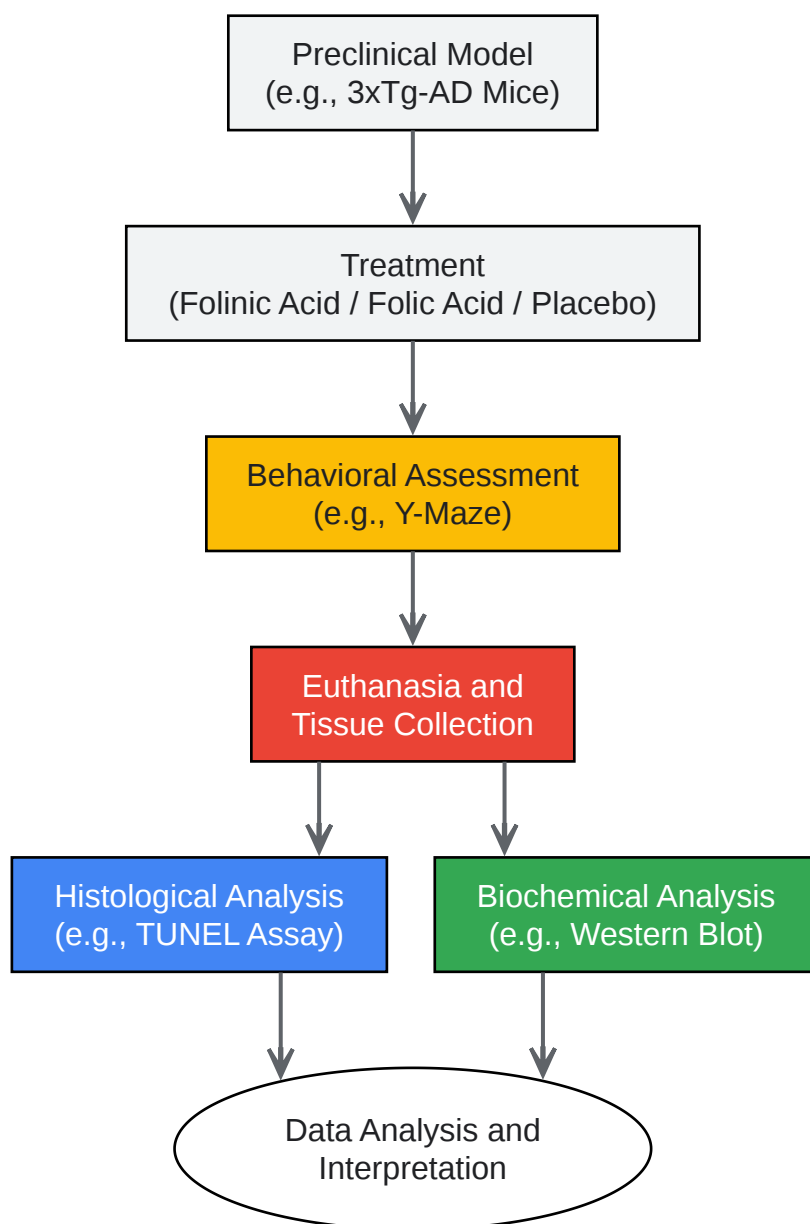 Preclinical Model
(e.g., 3xTg-AD Mice)
Treatment
(Folinic Acid / Folic Acid / Placebo)
Behavioral Assessment
(e.g., Y-Maze)
Euthanasia and
Tissue Collection
Histological Analysis
(e.g., TUNEL Assay)
Biochemical Analysis
(e.g., Western Blot)
Data Analysis and
Interpretation